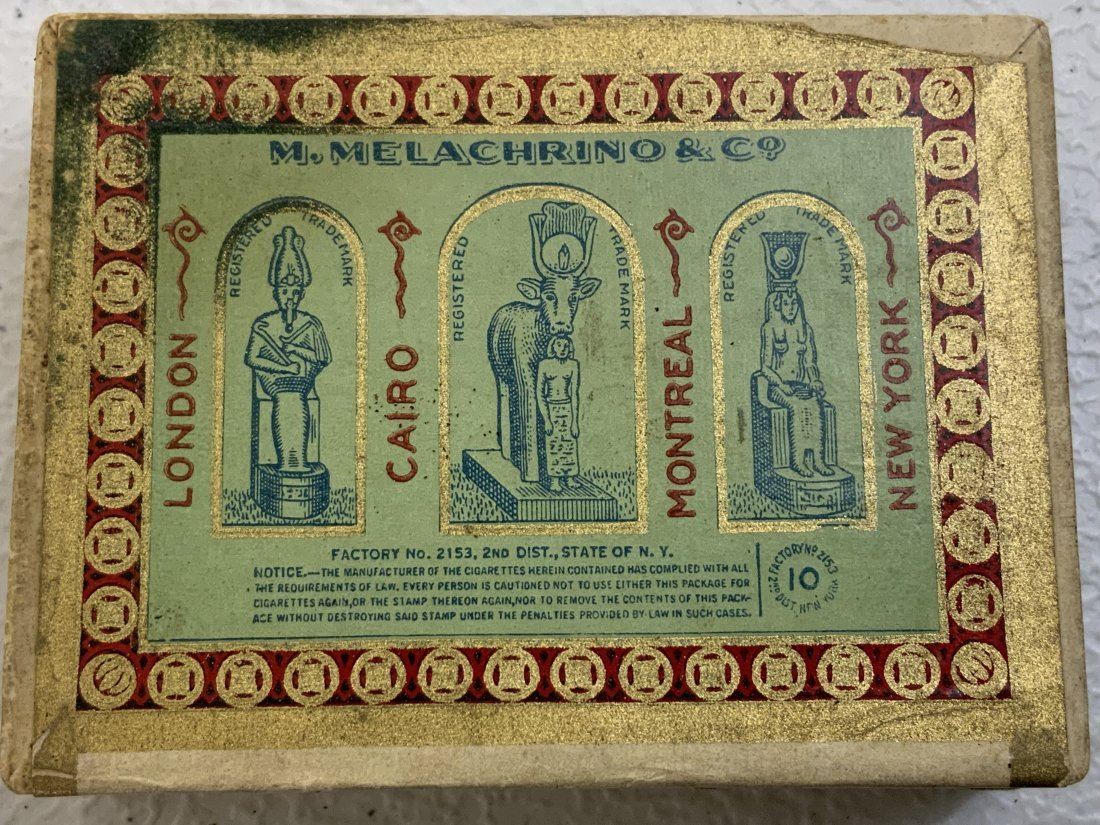 M. MELACHRINO & Cº
REGISTERED TRADE MARK
REGISTERED TRADE MARK
REGISTERED TRADE MARK
LONDON
CAIRO
MONTREAL
NEW YORK
FACTORY No. 2153, 2ND DIST., STATE OF N. Y.
NOTICE.—THE MANUFACTURER OF THE CIGARETTES HEREIN CONTAINED HAS COMPLIED WITH ALL
THE REQUIREMENTS OF LAW. EVERY PERSON IS CAUTIONED NOT TO USE EITHER THIS PACKAGE FOR
CIGARETTES AGAIN, OR THE STAMP THEREON AGAIN, NOR TO REMOVE THE CONTENTS OF THIS PACK-
AGE WITHOUT DESTROYING SAID STAMP UNDER THE PENALTIES PROVIDED BY LAW IN SUCH CASES.
FACTORY Nº 2153
10
2ND DIST. NEW YORK